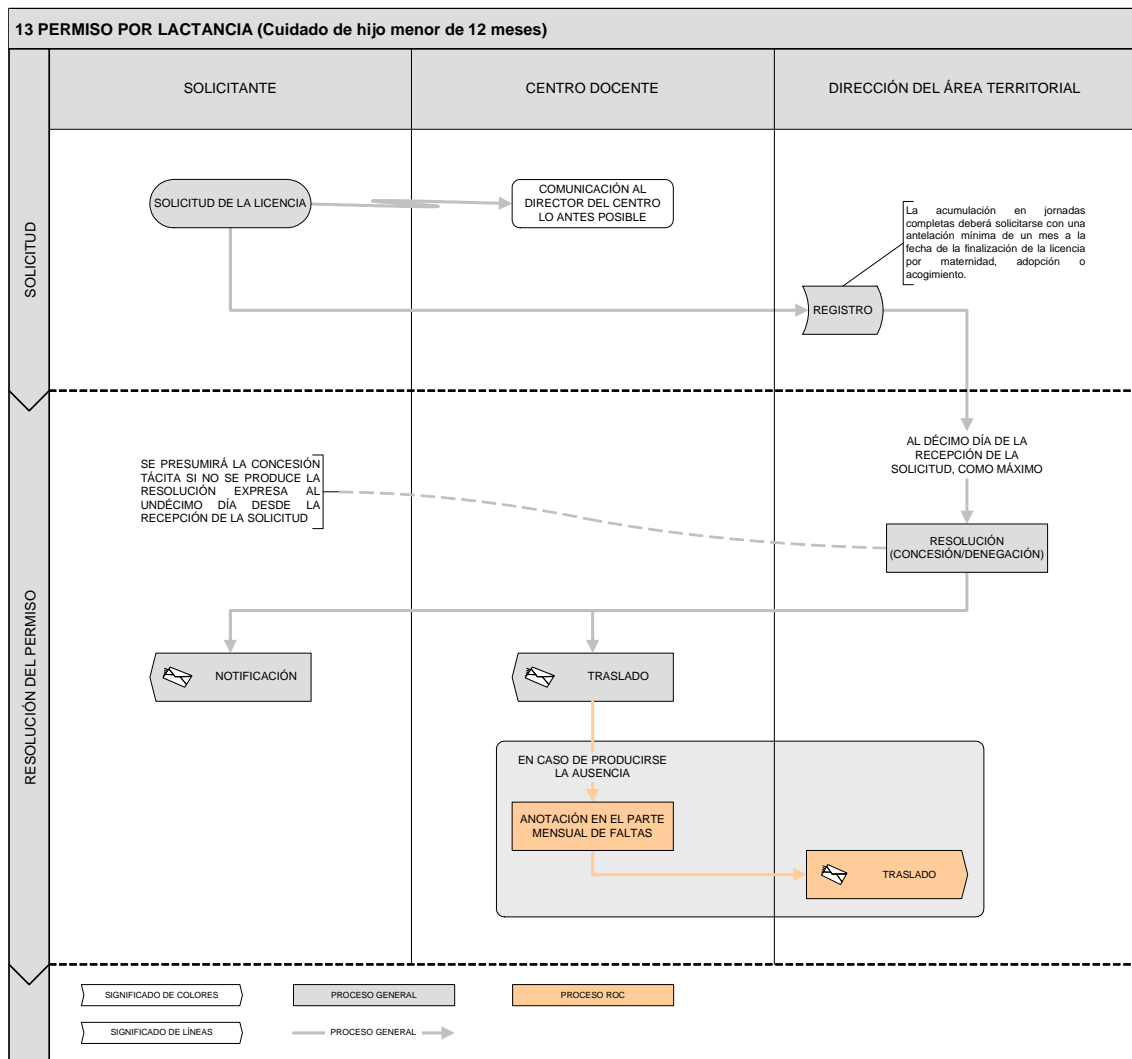 13 PERMISO POR LACTANCIA (Cuidado de hijo menor de 12 meses)
SOLICITANTE
CENTRO DOCENTE
DIRECCIÓN DEL ÁREA TERRITORIAL
SOLICITUD
SOLICITUD DE LA LICENCIA
COMUNICACIÓN AL
DIRECTOR DEL CENTRO
LO ANTES POSIBLE
La acumulación en jornadas
completas deberá solicitarse con una
antelación mínima de un mes a la
fecha de la finalización de la licencia
por maternidad, adopción o
acogimiento.
REGISTRO
RESOLUCIÓN DEL PERMISO
SE PRESUMIRÁ LA CONCESIÓN
TÁCITA SI NO SE PRODUCE LA
RESOLUCIÓN EXPRESA AL
UNDÉCIMO DÍA DESDE LA
RECEPCIÓN DE LA SOLICITUD
AL DÉCIMO DÍA DE LA
RECEPCIÓN DE LA
SOLICITUD, COMO MÁXIMO
RESOLUCIÓN
(CONCESIÓN/DENEGACIÓN)
NOTIFICACIÓN
TRASLADO
EN CASO DE PRODUCIRSE
LA AUSENCIA
ANOTACIÓN EN EL PARTE
MENSUAL DE FALTAS
TRASLADO
SIGNIFICADO DE COLORES
PROCESO GENERAL
PROCESO ROC
SIGNIFICADO DE LÍNEAS
PROCESO GENERAL